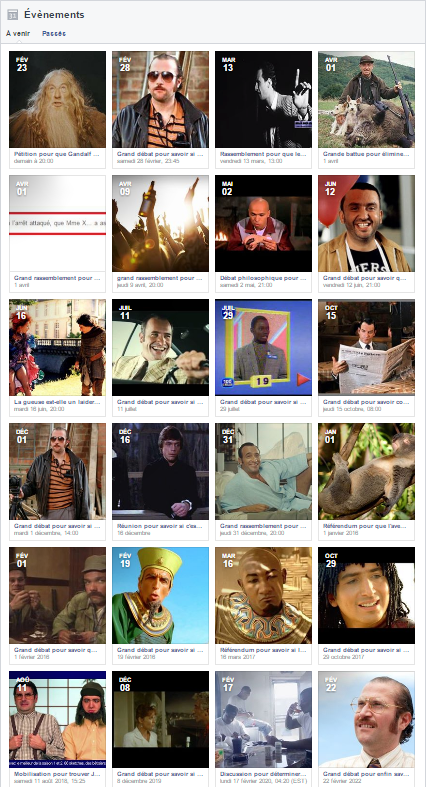 Évènements
À venir Passés
FÉV
23
FÉV
28
MAR
13
AVR
01
Pétition pour que Gandalf ...
demain à 20:00
Grand débat pour savoir si ...
samedi 28 février, 23:45
Rassemblement pour que le...
vendredi 13 mars, 13:00
Grande battue pour élimine...
1 avril
AVR
01
AVR
09
MAI
02
JUN
12
l'arrêt attaqué, que Mme X... a as
Grand rassemblement pour ...
1 avril
grand rassemblement pour ...
jeudi 9 avril, 20:00
Débat philosophique pour ...
samedi 2 mai, 21:00
Grand débat pour savoir q...
vendredi 12 juin, 21:00
JUN
16
JUIL
11
JUIL
29
OCT
15
19
La gueuse est-elle un laider...
mardi 16 juin, 20:00
Grand débat pour savoir si ...
11 juillet
Grand débat pour savoir si ...
29 juillet
Grand débat pour savoir co...
jeudi 15 octobre, 08:00
DÉC
01
DÉC
16
DÉC
31
JAN
01
Grand débat pour savoir si ...
mardi 1 décembre, 14:00
Réunion pour savoir si c'es...
16 décembre
Grand rassemblement pour ...
jeudi 31 décembre, 20:00
Référendum pour que l'ave...
1 janvier 2016
FÉV
01
FÉV
19
MAR
16
OCT
29
Grand débat pour savoir q...
1 février 2016
Grand débat pour savoir si ...
19 février 2016
Référendum pour savoir si l...
16 mars 2017
Grand débat pour savoir si ...
29 octobre 2017
AOÛ
11
DÉC
08
FÉV
17
FÉV
22
Mobilisation pour trouver J...
samedi 11 août 2018, 15:25
Grand débat pour savoir si ...
8 décembre 2019
Discussion pour déterminer...
lundi 17 février 2020, 04:20 (EST)
Grand débat pour enfin sav...
22 février 2022